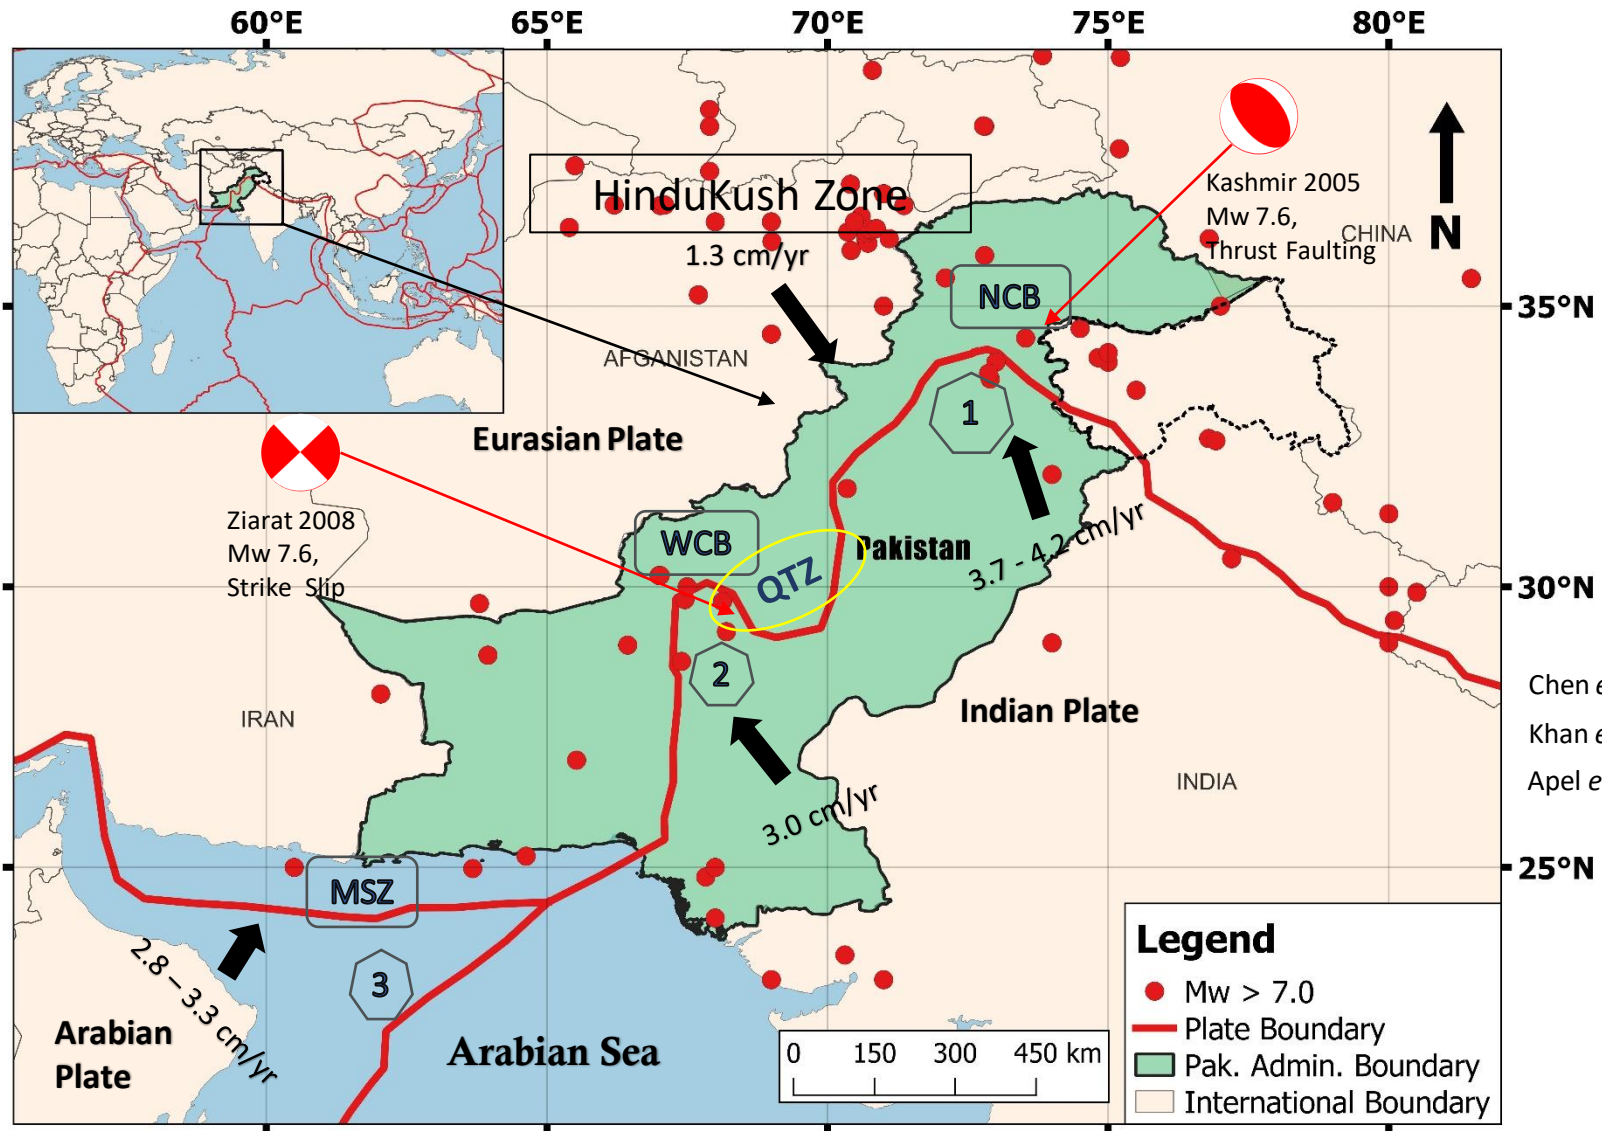 60°E 65°E 70°E 75°E 80°E
HinduKush Zone
1.3 cm/yr
Kashmir 2005
Mw 7.6,
Thrust Faulting
CHINA
N
NCB
35°N
AFGANISTAN
1
Eurasian Plate
Ziarat 2008
Mw 7.6,
Strike Slip
WCB
QTZ
Pakistan
3.7 - 4.2 cm/yr
30°N
2
Indian Plate
IRAN
INDIA
3.0 cm/yr
Chen e
Khan e
Apel e
25°N
MSZ
2.8 – 3.3 cm/yr
3
Arabian
Plate
Arabian Sea
0 150 300 450 km
Legend
Mw > 7.0
Plate Boundary
Pak. Admin. Boundary
International Boundary